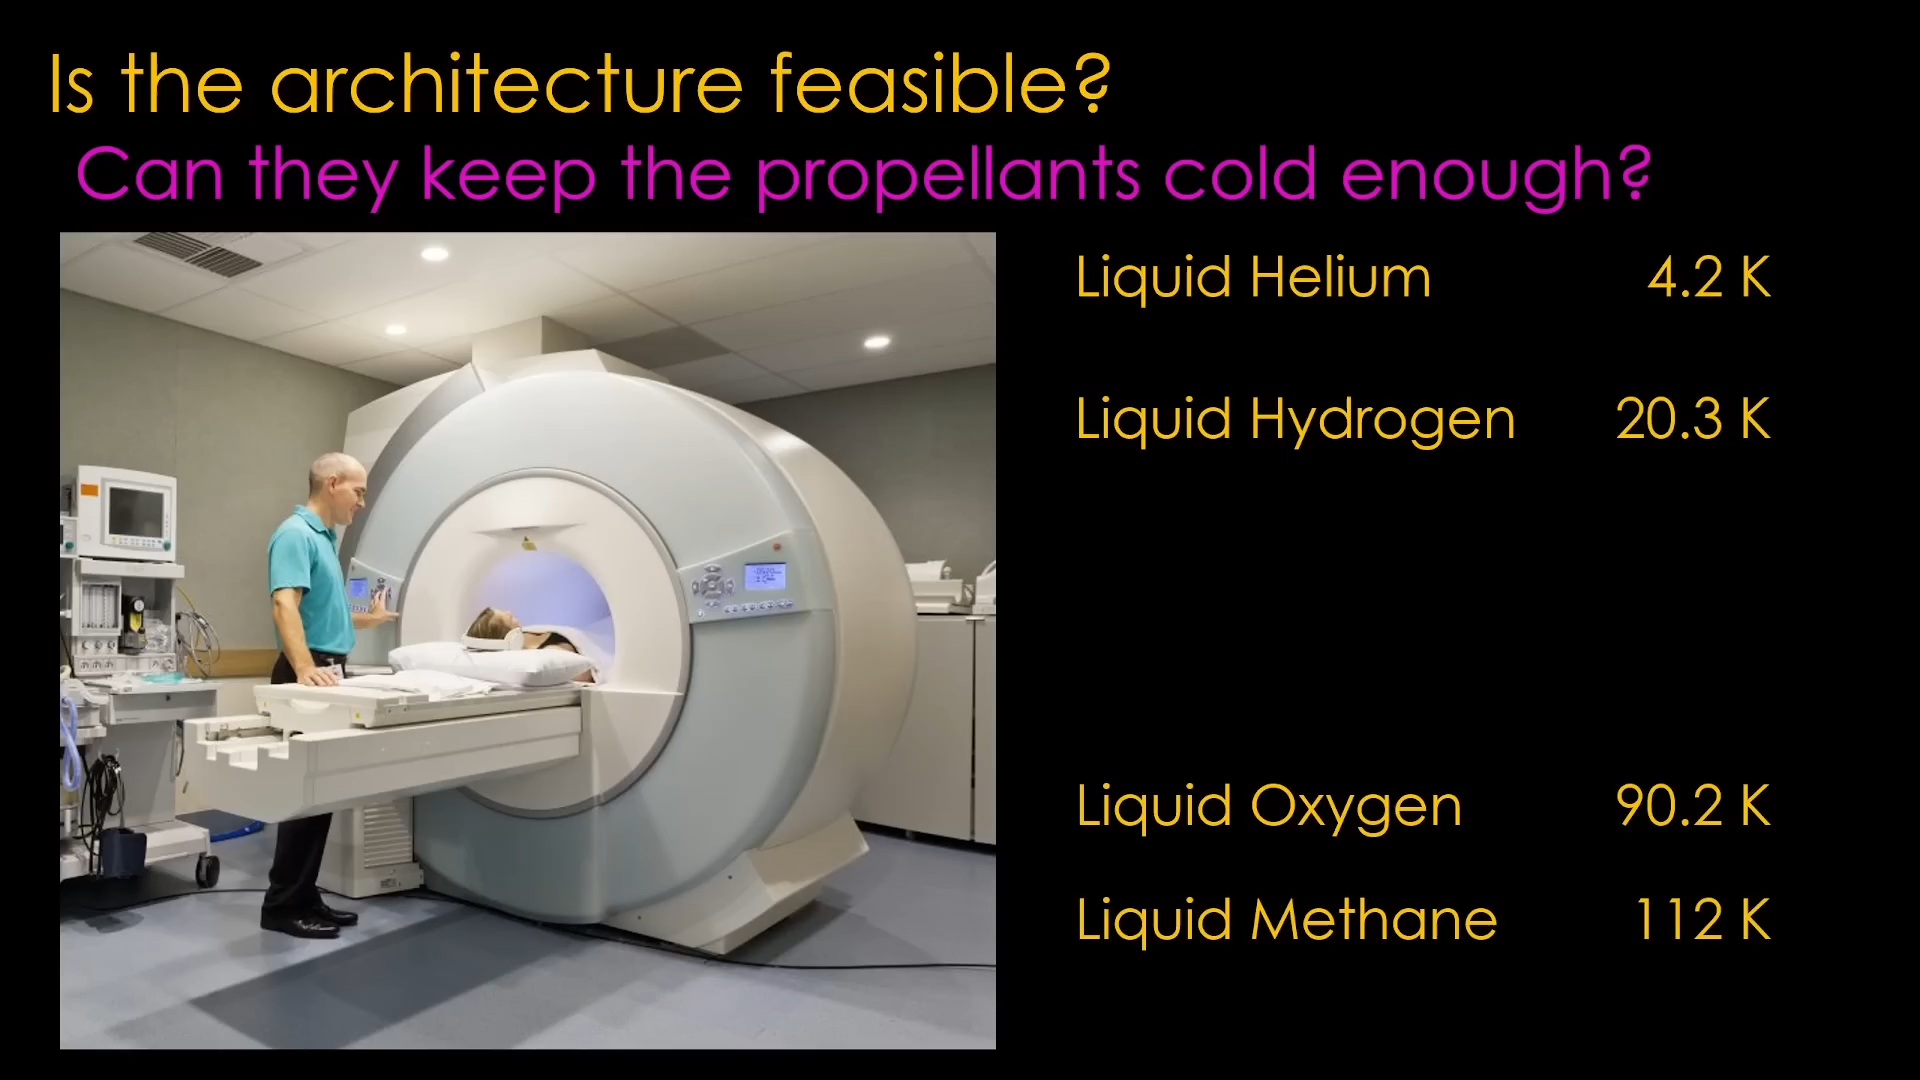 Is the architecture feasible?
Can they keep the propellants cold enough?
Liquid Helium 4.2 K
Liquid Hydrogen 20.3 K
Liquid Oxygen 90.2 K
Liquid Methane 112 K